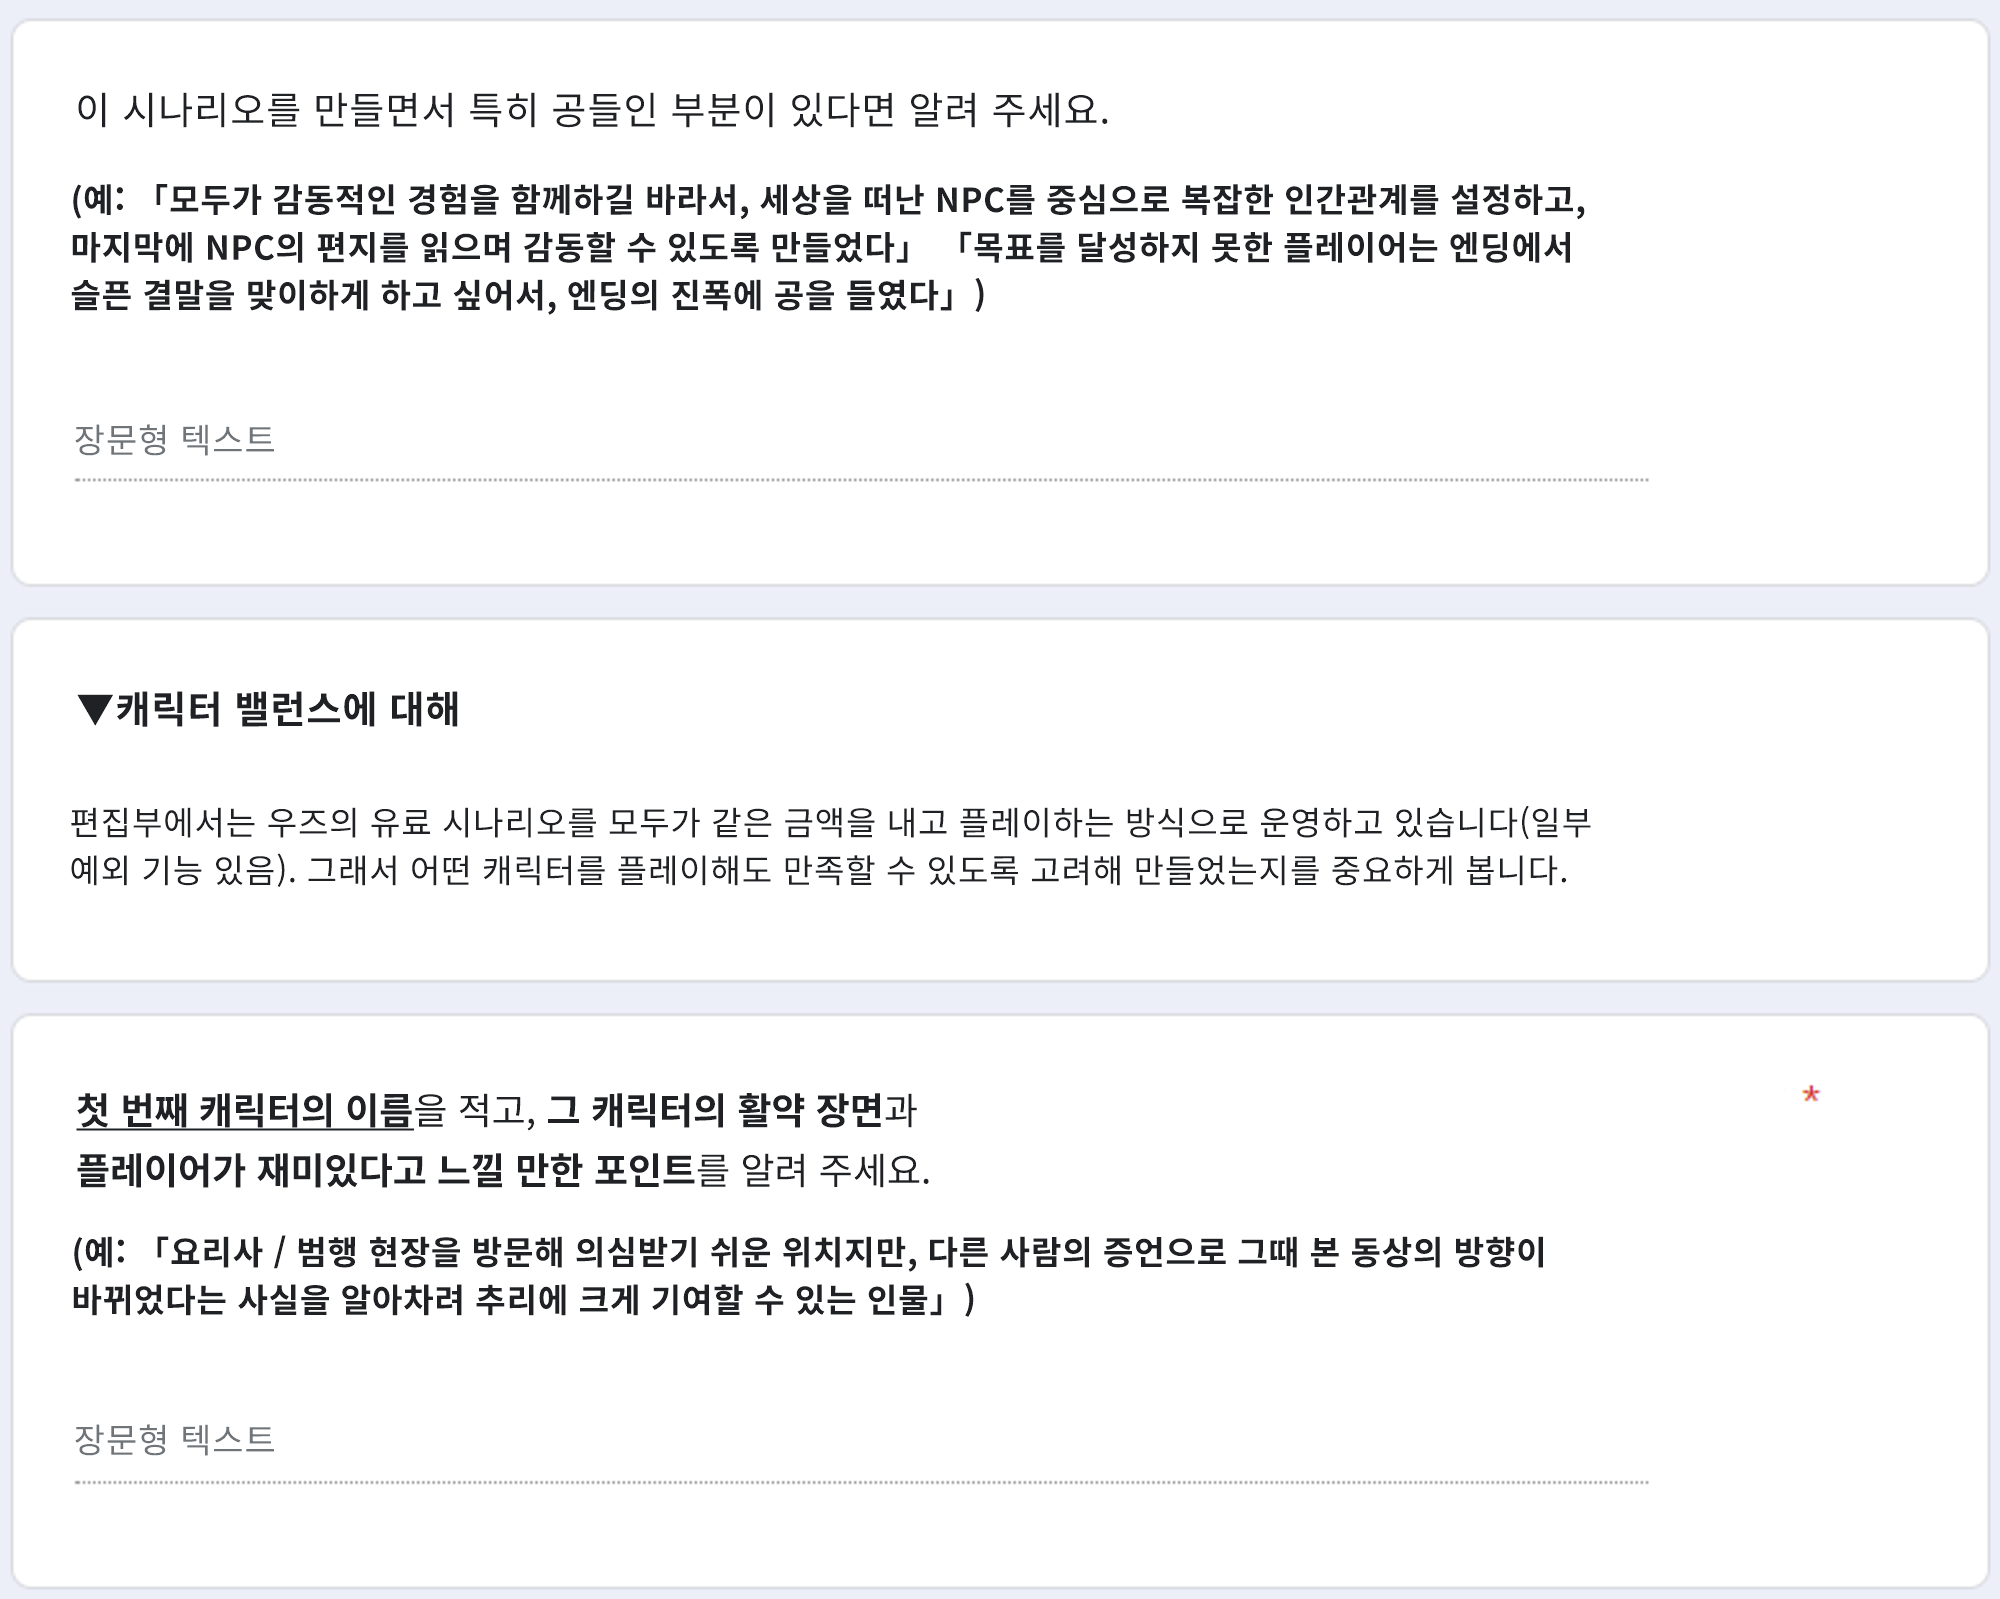 이 시나리오를 만들면서 특히 공들인 부분이 있다면 알려 주세요.
(예: 「모두가 감동적인 경험을 함께하길 바라서, 세상을 떠난 NPC를 중심으로 복잡한 인간관계를 설정하고,
마지막에 NPC의 편지를 읽으며 감동할 수 있도록 만들었다」 「목표를 달성하지 못한 플레이어는 엔딩에서
슬픈 결말을 맞이하게 하고 싶어서, 엔딩의 진폭에 공을 들였다」)
장문형 텍스트
▼캐릭터 밸런스에 대해
편집부에서는 우즈의 유료 시나리오를 모두가 같은 금액을 내고 플레이하는 방식으로 운영하고 있습니다(일부
예외 기능 있음). 그래서 어떤 캐릭터를 플레이해도 만족할 수 있도록 고려해 만들었는지를 중요하게 봅니다.
첫 번째 캐릭터의 이름을 적고, 그 캐릭터의 활약 장면과 *
플레이어가 재미있다고 느낄 만한 포인트를 알려 주세요.
(예: 「요리사 / 범행 현장을 방문해 의심받기 쉬운 위치지만, 다른 사람의 증언으로 그때 본 동상의 방향이
바뀌었다는 사실을 알아차려 추리에 크게 기여할 수 있는 인물」)
장문형 텍스트